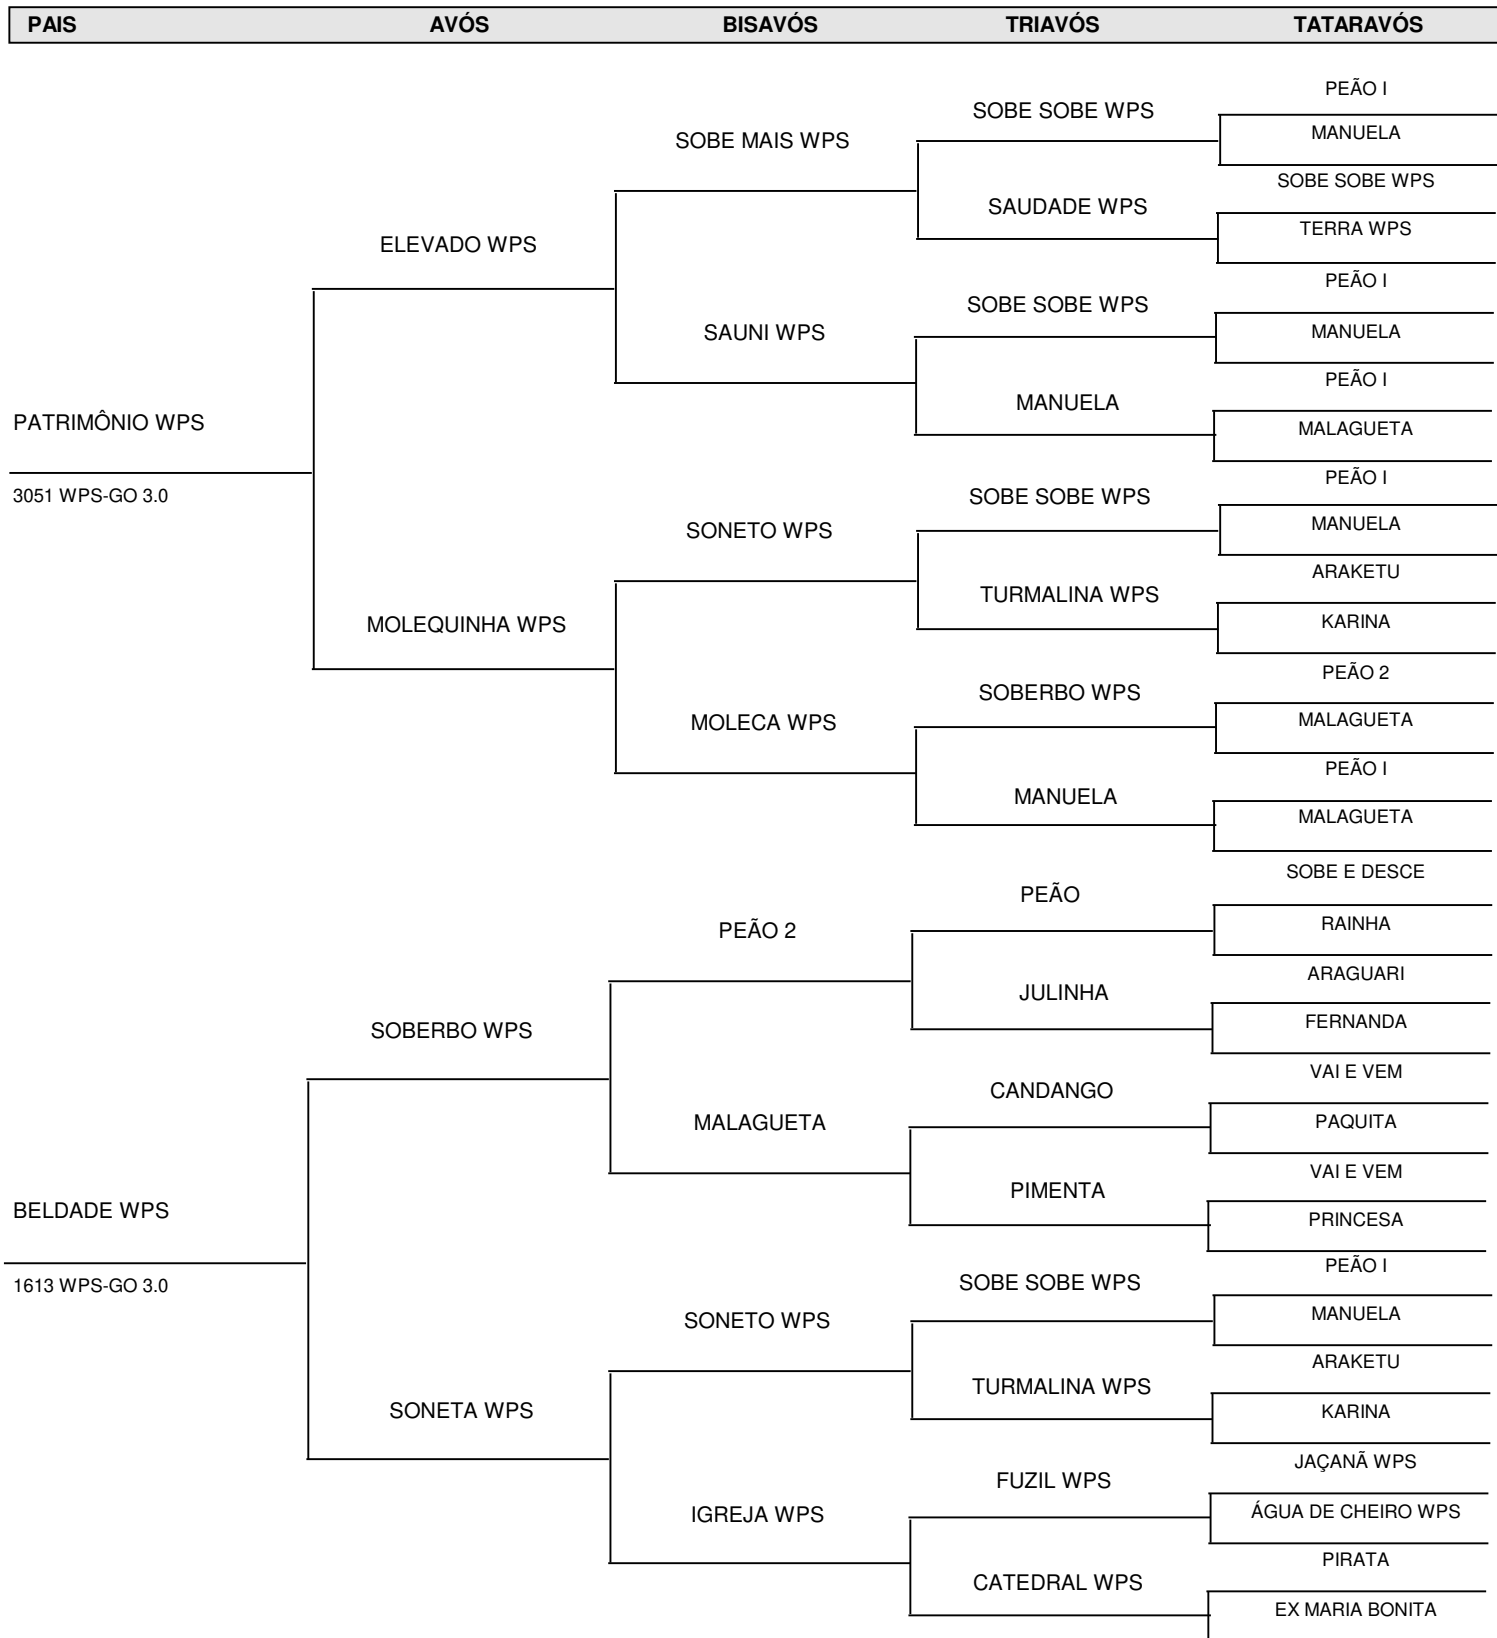 PAIS AVÓS BISAVÓS TRIAVÓS TATARAVÓS
PEÃO I
SOBE SOBE WPS
MANUELA
SOBE MAIS WPS
SOBE SOBE WPS
SAUDADE WPS
TERRA WPS
ELEVADO WPS
PEÃO I
SOBE SOBE WPS
SAUNI WPS
MANUELA
PEÃO I
MANUELA
PATRIMÔNIO WPS
MALAGUETA
PEÃO I
3051 WPS-GO 3.0
SOBE SOBE WPS
MANUELA
SONETO WPS
ARAKETU
TURMALINA WPS
KARINA
MOLEQUINHA WPS
PEÃO 2
SOBERBO WPS
MALAGUETA
MOLECA WPS
PEÃO I
MANUELA
MALAGUETA
SOBE E DESCE
PEÃO
RAINHA
PEÃO 2
ARAGUARI
JULINHA
FERNANDA
SOBERBO WPS
VAI E VEM
CANDANGO
PAQUITA
MALAGUETA
VAI E VEM
PIMENTA
BELDADE WPS
PRINCESA
PEÃO I
1613 WPS-GO 3.0
SOBE SOBE WPS
MANUELA
SONETO WPS
ARAKETU
TURMALINA WPS
SONETA WPS
KARINA
JAÇANÃ WPS
FUZIL WPS
ÁGUA DE CHEIRO WPS
IGREJA WPS
PIRATA
CATEDRAL WPS
EX MARIA BONITA